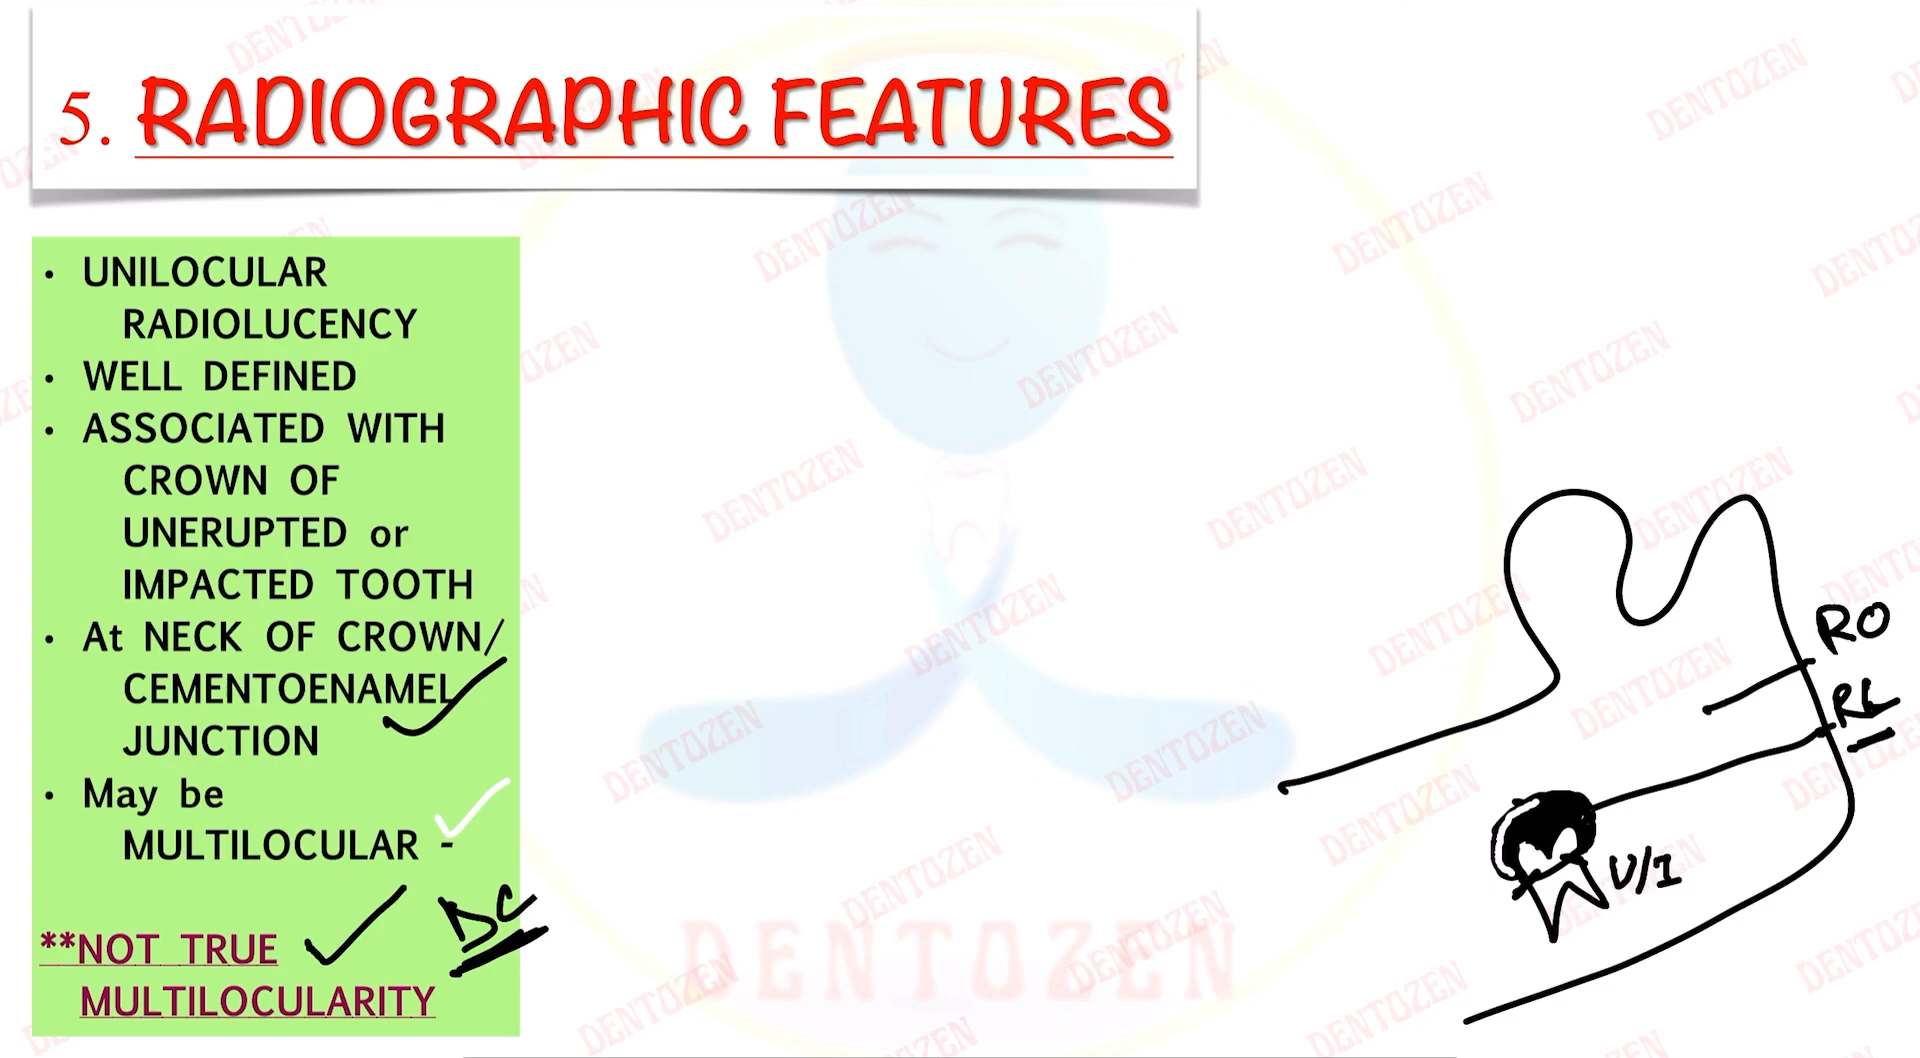 5. RADIOGRAPHIC FEATURES
• UNILOCULAR
RADIOLUCENCY
• WELL DEFINED
• ASSOCIATED WITH
CROWN OF
UNERUPTED or
IMPACTED TOOTH
• At NECK OF CROWN/
CEMENTOENAMEL
JUNCTION
• May be
MULTILOCULAR -
**NOT TRUE
MULTILOCULARITY
DC
RO
RL
U/I
DENTOZEN